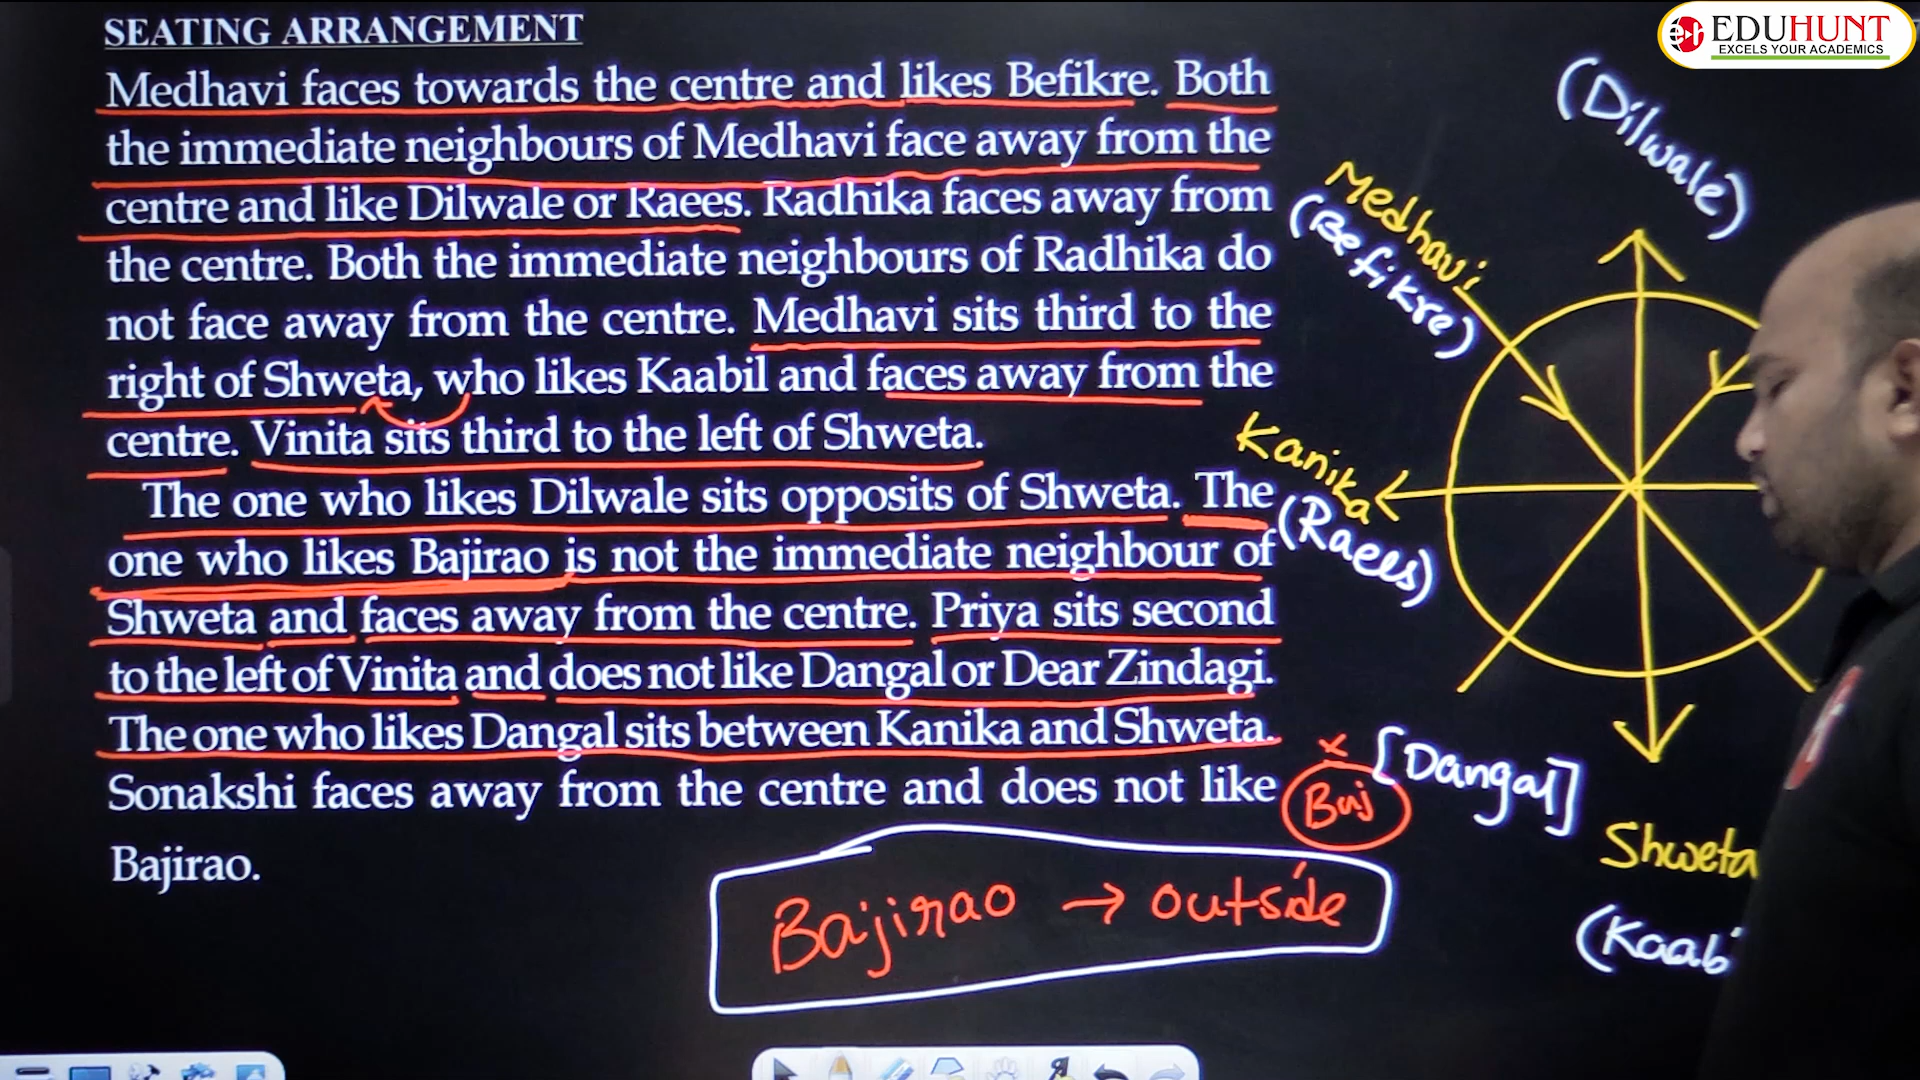 SEATING ARRANGEMENT
EDUHUNT
EXCELS YOUR ACADEMICS
Medhavi faces towards the centre and likes Befikre. Both
the immediate neighbours of Medhavi face away from the
centre and like Dilwale or Raees. Radhika faces away from
the centre. Both the immediate neighbours of Radhika do
not face away from the centre. Medhavi sits third to the
right of Shweta, who likes Kaabil and faces away from the
centre. Vinita sits third to the left of Shweta.
The one who likes Dilwale sits opposits of Shweta. The
one who likes Bajirao is not the immediate neighbour of
Shweta and faces away from the centre. Priya sits second
to the left of Vinita and does not like Dangal or Dear Zindagi.
The one who likes Dangal sits between Kanika and Shweta.
Sonakshi faces away from the centre and does not like
Bajirao.
(Dilwale)
Medhavi
(Befikre)
Kanika
(Raees)
x
Baj
[Dangal]
Shweta
(Kaab
Bajirao → outside